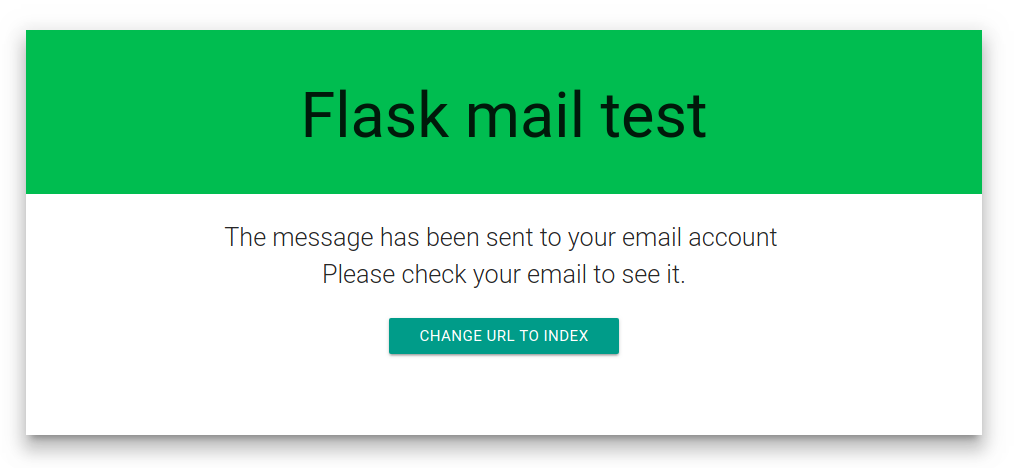 Flask mail test
The message has been sent to your email account
Please check your email to see it.
CHANGE URL TO INDEX